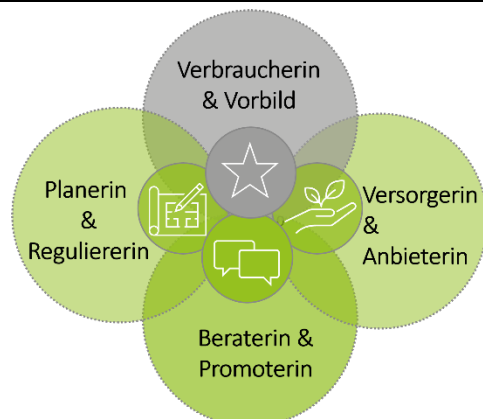 Verbraucherin
& Vorbild
Planerin
&
Reguliererin
Versorgerin
&
Anbieterin
Beraterin &
Promoterin